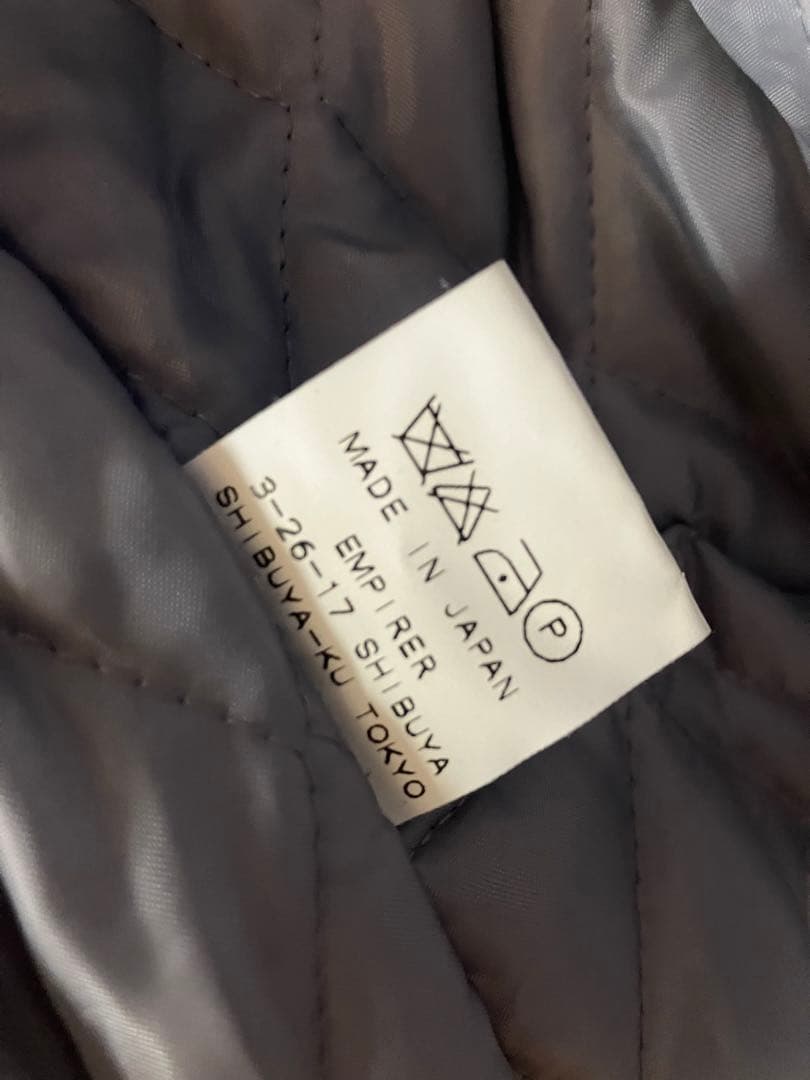 P
MADE IN JAPAN
EMPIRER
3-26-17 SHIBUYA
SHIBUYA-KU TOKYO